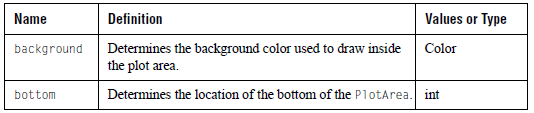 Name Definition Values or Type
background Determines the background color used to draw inside Color
the plot area.
bottom Determines the location of the bottom of the PlotArea. int